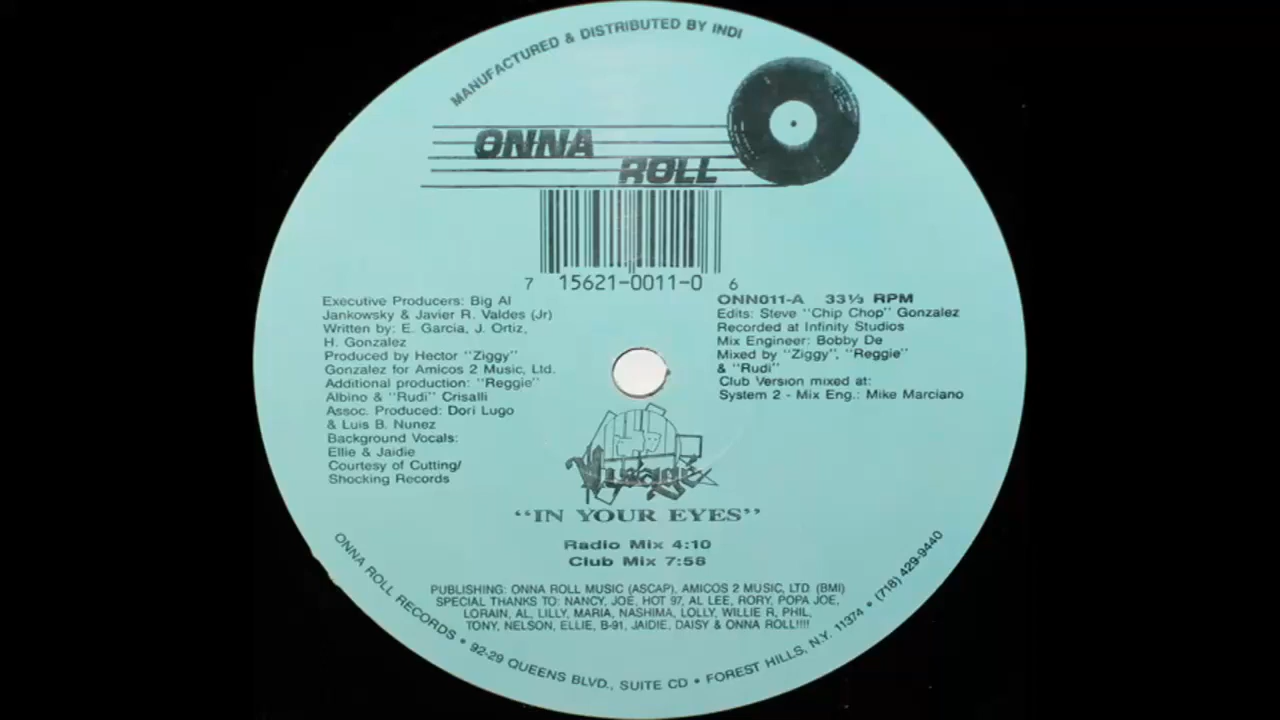 MANUFACTURED & DISTRIBUTED BY INDI
ONNA
ROLL
7 15621-0011-0 6
Executive Producers: Big Al
Jankowsky & Javier R. Valdes (Jr)
Written by: E. Garcia, J. Ortiz,
H. Gonzalez
Produced by Hector "Ziggy"
Gonzalez for Amicos 2 Music, Ltd.
Additional production: "Reggie"
Albino & "Rudi" Crisalli
Assoc. Produced: Dori Lugo
& Luis B. Nunez
Background Vocals:
Ellie & Jaidie
Courtesy of Cutting/
Shocking Records
ONN011-A 33⅓ RPM
Edits: Steve "Chip Chop" Gonzalez
Recorded at Infinity Studios
Mix Engineer: Bobby De
Mixed by "Ziggy", "Reggie"
& "Rudi"
Club Version mixed at:
System 2 - Mix Eng.: Mike Marciano
Visage
"IN YOUR EYES"
Radio Mix 4:10
Club Mix 7:58
PUBLISHING: ONNA ROLL MUSIC (ASCAP), AMICOS 2 MUSIC, LTD (BMI)
SPECIAL THANKS TO: NANCY, JOE, HOT 97, AL LEE, RORY, POPA JOE,
LORAIN, AL, LILLY, MARIA, NASHIMA, LOLLY, WILLIE R, PHIL,
TONY, NELSON, ELLIE, B-91, JAIDIE, DAISY & ONNA ROLL!!!!
ONNA ROLL RECORDS • 92-29 QUEENS BLVD., SUITE CD • FOREST HILLS, N.Y. 11374 • (718) 429-9440